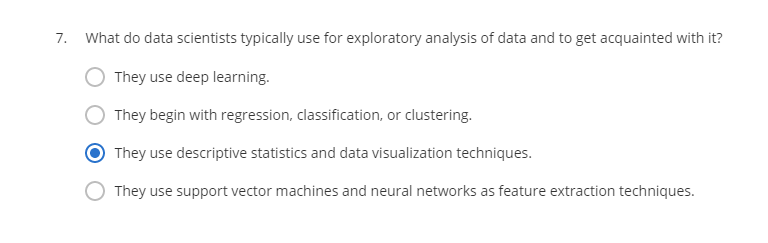 7. What do data scientists typically use for exploratory analysis of data and to get acquainted with it?
They use deep learning.
They begin with regression, classification, or clustering.
They use descriptive statistics and data visualization techniques.
They use support vector machines and neural networks as feature extraction techniques.